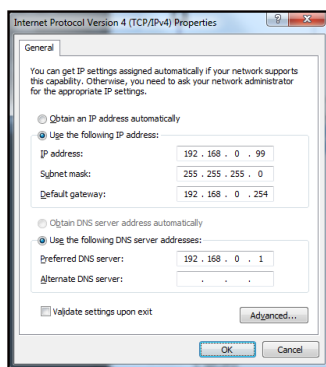 Internet Protocol Version 4 (TCP/IPv4) Properties
General
You can get IP settings assigned automatically if your network supports
this capability. Otherwise, you need to ask your network administrator
for the appropriate IP settings.
Obtain an IP address automatically
Use the following IP address:
IP address: 192 . 168 . 0 . 99
Subnet mask: 255 . 255 . 255 . 0
Default gateway: 192 . 168 . 0 . 254
Obtain DNS server address automatically
Use the following DNS server addresses:
Preferred DNS server: 192 . 168 . 0 . 1
Alternate DNS server: . . .
Validate settings upon exit
Advanced...
OK Cancel